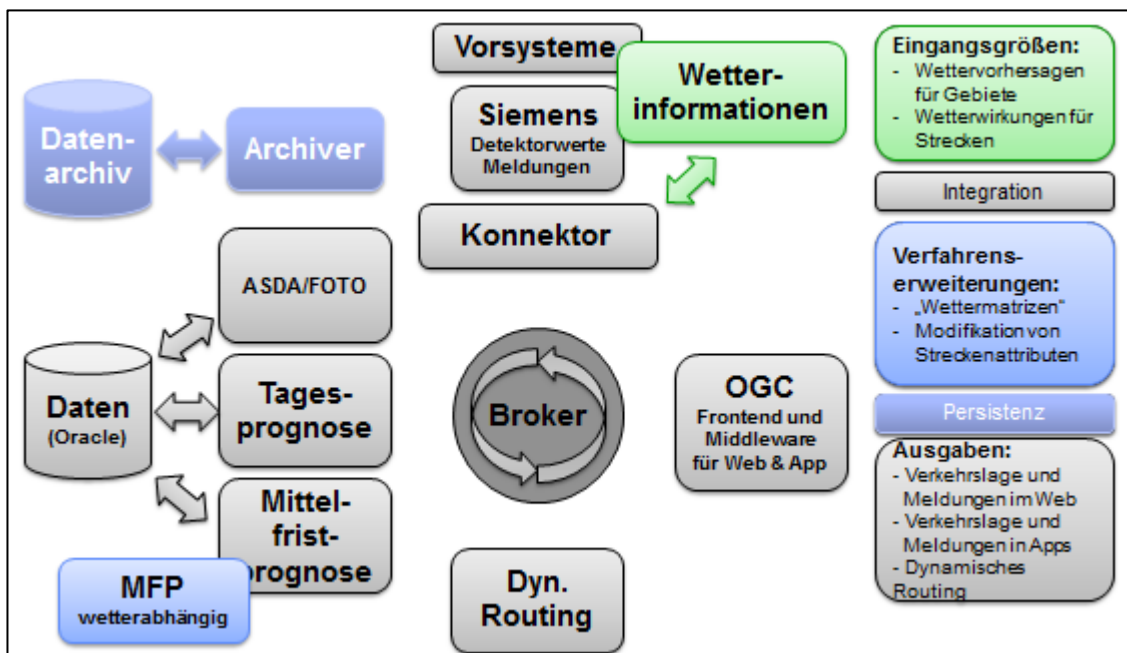 Vorsysteme
Wetter-
informationen
Siemens
Detektorwerte
Meldungen
Daten-
archiv
Archiver
Konnektor
ASDA/FOTO
Daten
(Oracle)
Tages-
prognose
Mittel-
frist-
prognose
MFP
wetterabhängig
Broker
OGC
Frontend und
Middleware
für Web & App
Dyn.
Routing
Eingangsgrößen:
- Wettervorhersagen
für Gebiete
- Wetterwirkungen für
Strecken
Integration
Verfahrens-
erweiterungen:
- „Wettermatrizen“
- Modifikation von
Streckenattributen
Persistenz
Ausgaben:
- Verkehrslage und
Meldungen im Web
- Verkehrslage und
Meldungen in Apps
- Dynamisches
Routing